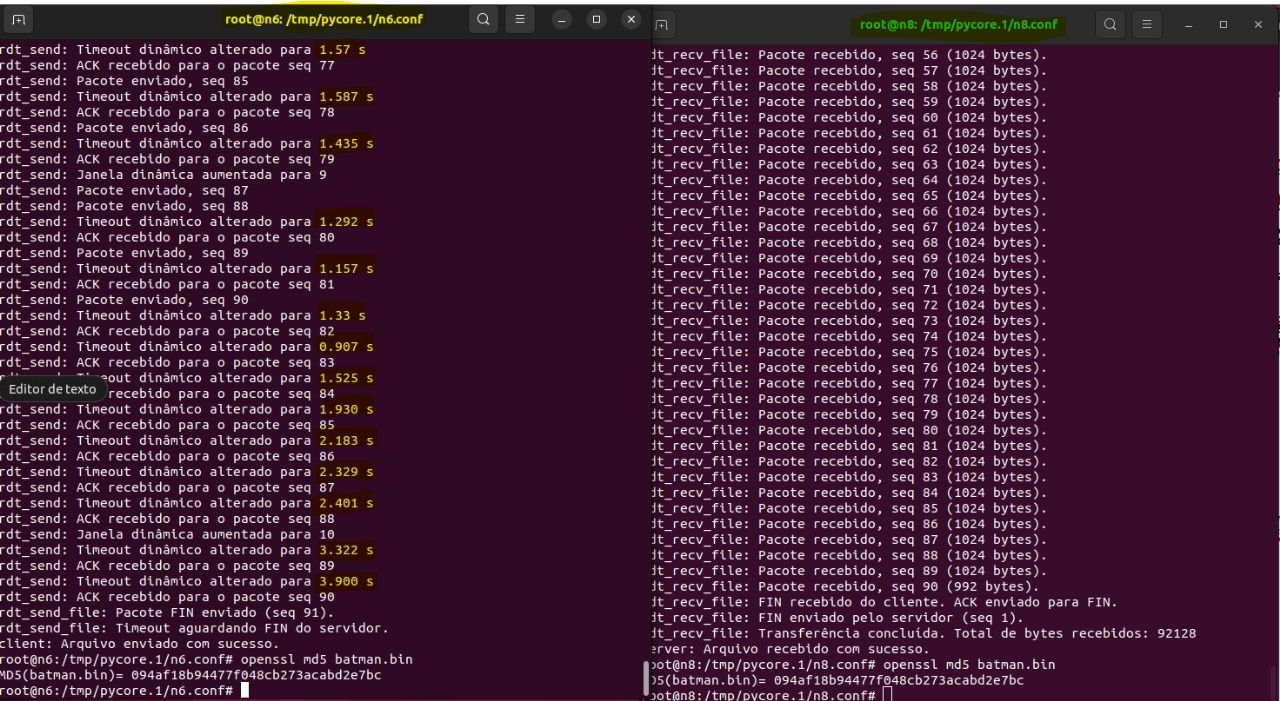 root@n6: /tmp/pycore.1/n6.conf
rdt_send: Timeout dinâmico alterado para 1.57 s
rdt_send: ACK recebido para o pacote seq 77
rdt_send: Pacote enviado, seq 85
rdt_send: Timeout dinâmico alterado para 1.587 s
rdt_send: ACK recebido para o pacote seq 78
rdt_send: Pacote enviado, seq 86
rdt_send: Timeout dinâmico alterado para 1.435 s
rdt_send: ACK recebido para o pacote seq 79
rdt_send: Janela dinâmica aumentada para 9
rdt_send: Pacote enviado, seq 87
rdt_send: Pacote enviado, seq 88
rdt_send: Timeout dinâmico alterado para 1.292 s
rdt_send: ACK recebido para o pacote seq 80
rdt_send: Pacote enviado, seq 89
rdt_send: Timeout dinâmico alterado para 1.157 s
rdt_send: ACK recebido para o pacote seq 81
rdt_send: Pacote enviado, seq 90
rdt_send: Timeout dinâmico alterado para 1.33 s
rdt_send: ACK recebido para o pacote seq 82
rdt_send: Timeout dinâmico alterado para 0.907 s
rdt_send: ACK recebido para o pacote seq 83
dinâmico alterado para 1.525 s
Editor de texto
recebido para o pacote seq 84
rdt_send: Timeout dinâmico alterado para 1.930 s
rdt_send: ACK recebido para o pacote seq 85
rdt_send: Timeout dinâmico alterado para 2.183 s
rdt_send: ACK recebido para o pacote seq 86
rdt_send: Timeout dinâmico alterado para 2.329 s
rdt_send: ACK recebido para o pacote seq 87
rdt_send: Timeout dinâmico alterado para 2.401 s
rdt_send: ACK recebido para o pacote seq 88
rdt_send: Janela dinâmica aumentada para 10
rdt_send: Timeout dinâmico alterado para 3.322 s
rdt_send: ACK recebido para o pacote seq 89
rdt_send: Timeout dinâmico alterado para 3.900 s
rdt_send: ACK recebido para o pacote seq 90
rdt_send_file: Pacote FIN enviado (seq 91).
rdt_send_file: Timeout aguardando FIN do servidor.
client: Arquivo enviado com sucesso.
root@n6:/tmp/pycore.1/n6.conf# openssl md5 batman.bin
MD5(batman.bin)= 094af18b94477f048cb273acabd2e7bc
root@n6:/tmp/pycore.1/n6.conf#
root@n8: /tmp/pycore.1/n8.conf
dt_recv_file: Pacote recebido, seq 56 (1024 bytes).
dt_recv_file: Pacote recebido, seq 57 (1024 bytes).
dt_recv_file: Pacote recebido, seq 58 (1024 bytes).
dt_recv_file: Pacote recebido, seq 59 (1024 bytes).
dt_recv_file: Pacote recebido, seq 60 (1024 bytes).
dt_recv_file: Pacote recebido, seq 61 (1024 bytes).
dt_recv_file: Pacote recebido, seq 62 (1024 bytes).
dt_recv_file: Pacote recebido, seq 63 (1024 bytes).
dt_recv_file: Pacote recebido, seq 64 (1024 bytes).
dt_recv_file: Pacote recebido, seq 65 (1024 bytes).
dt_recv_file: Pacote recebido, seq 66 (1024 bytes).
dt_recv_file: Pacote recebido, seq 67 (1024 bytes).
dt_recv_file: Pacote recebido, seq 68 (1024 bytes).
dt_recv_file: Pacote recebido, seq 69 (1024 bytes).
dt_recv_file: Pacote recebido, seq 70 (1024 bytes).
dt_recv_file: Pacote recebido, seq 71 (1024 bytes).
dt_recv_file: Pacote recebido, seq 72 (1024 bytes).
dt_recv_file: Pacote recebido, seq 73 (1024 bytes).
dt_recv_file: Pacote recebido, seq 74 (1024 bytes).
dt_recv_file: Pacote recebido, seq 75 (1024 bytes).
dt_recv_file: Pacote recebido, seq 76 (1024 bytes).
dt_recv_file: Pacote recebido, seq 77 (1024 bytes).
dt_recv_file: Pacote recebido, seq 78 (1024 bytes).
dt_recv_file: Pacote recebido, seq 79 (1024 bytes).
dt_recv_file: Pacote recebido, seq 80 (1024 bytes).
dt_recv_file: Pacote recebido, seq 81 (1024 bytes).
dt_recv_file: Pacote recebido, seq 82 (1024 bytes).
dt_recv_file: Pacote recebido, seq 83 (1024 bytes).
dt_recv_file: Pacote recebido, seq 84 (1024 bytes).
dt_recv_file: Pacote recebido, seq 85 (1024 bytes).
dt_recv_file: Pacote recebido, seq 86 (1024 bytes).
dt_recv_file: Pacote recebido, seq 87 (1024 bytes).
dt_recv_file: Pacote recebido, seq 88 (1024 bytes).
dt_recv_file: Pacote recebido, seq 89 (1024 bytes).
dt_recv_file: Pacote recebido, seq 90 (992 bytes).
dt_recv_file: FIN recebido do cliente. ACK enviado para FIN.
dt_recv_file: FIN enviado pelo servidor (seq 1).
dt_recv_file: Transferência concluída. Total de bytes recebidos: 92128
erver: Arquivo recebido com sucesso.
oot@n8:/tmp/pycore.1/n8.conf# openssl md5 batman.bin
D5(batman.bin)= 094af18b94477f048cb273acabd2e7bc
oot@n8:/tmp/pycore.1/n8.conf#